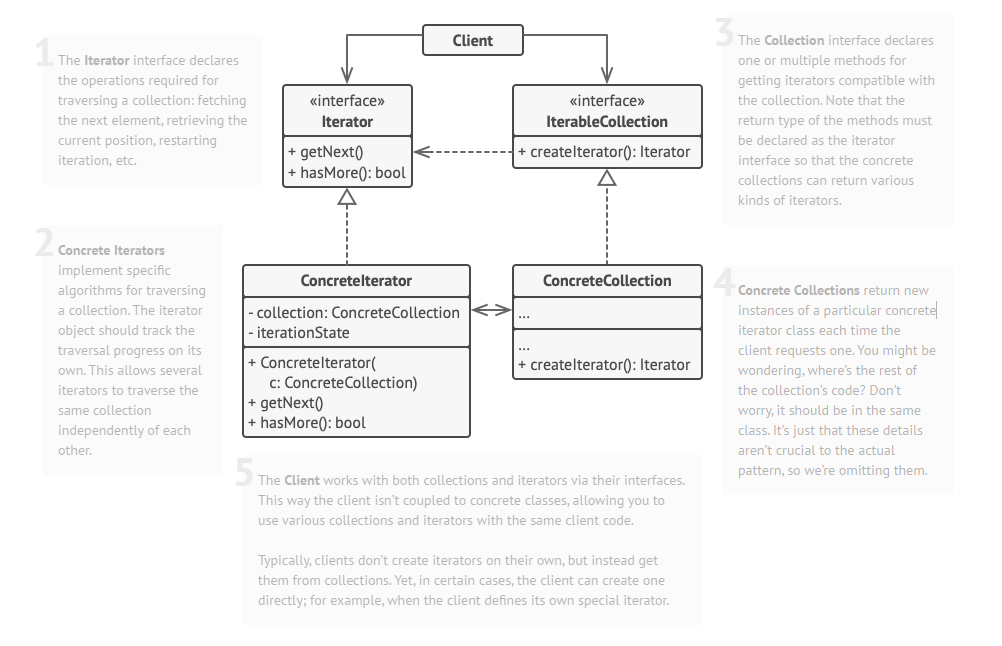 1
The Iterator interface declares
the operations required for
traversing a collection: fetching
the next element, retrieving the
current position, restarting
iteration, etc.
Client
3
The Collection interface declares
one or multiple methods for
getting iterators compatible with
the collection. Note that the
return type of the methods must
be declared as the iterator
interface so that the concrete
collections can return various
kinds of iterators.
«interface»
Iterator
+ getNext()
+ hasMore(): bool
«interface»
IterableCollection
+ createIterator(): Iterator
2
Concrete Iterators
implement specific
algorithms for traversing
a collection. The iterator
object should track the
traversal progress on its
own. This allows several
iterators to traverse the
same collection
independently of each
other.
ConcreteIterator
- collection: ConcreteCollection
- iterationState
+ ConcreteIterator(
c: ConcreteCollection)
+ getNext()
+ hasMore(): bool
ConcreteCollection
...
...
+ createIterator(): Iterator
4
Concrete Collections return new
instances of a particular concrete
iterator class each time the
client requests one. You might be
wondering, where's the rest of
the collection's code? Don't
worry, it should be in the same
class. It's just that these details
aren't crucial to the actual
pattern, so we're omitting them.
5
The Client works with both collections and iterators via their interfaces.
This way the client isn't coupled to concrete classes, allowing you to
use various collections and iterators with the same client code.
Typically, clients don't create iterators on their own, but instead get
them from collections. Yet, in certain cases, the client can create one
directly; for example, when the client defines its own special iterator.